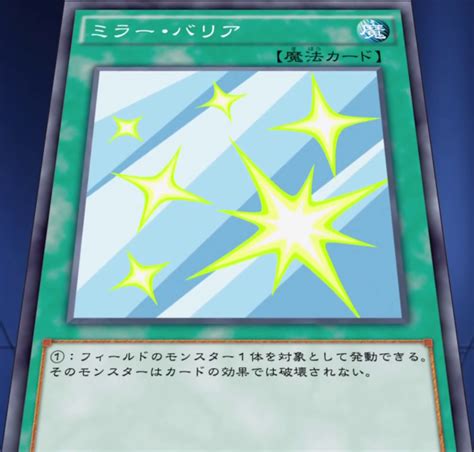 ミラー・バリア
魔
【魔法カード】
まほう
①：フィールドのモンスター１体を対象として発動できる。
そのモンスターはカードの効果では破壊されない。